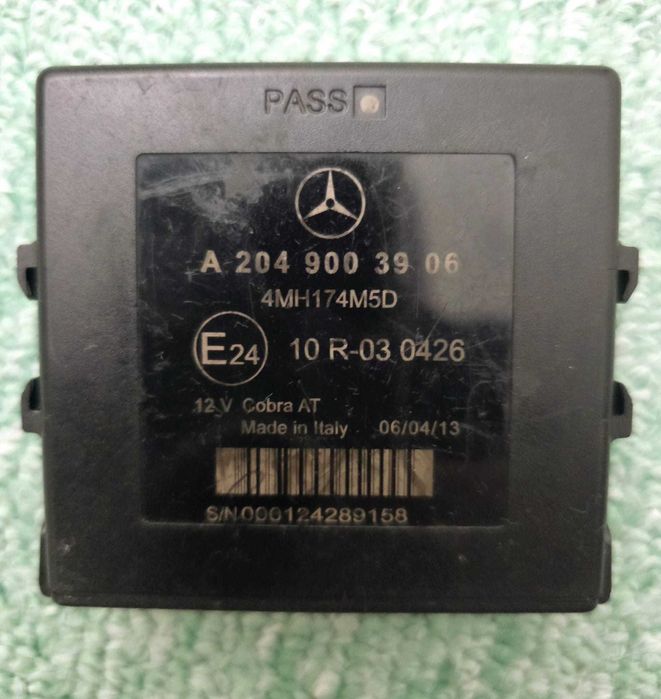 PASS
A 204 900 39 06
4MH174M5D
E24 10 R-03 0426
12 V Cobra AT
Made in Italy 06/04/13
S/N000124289158